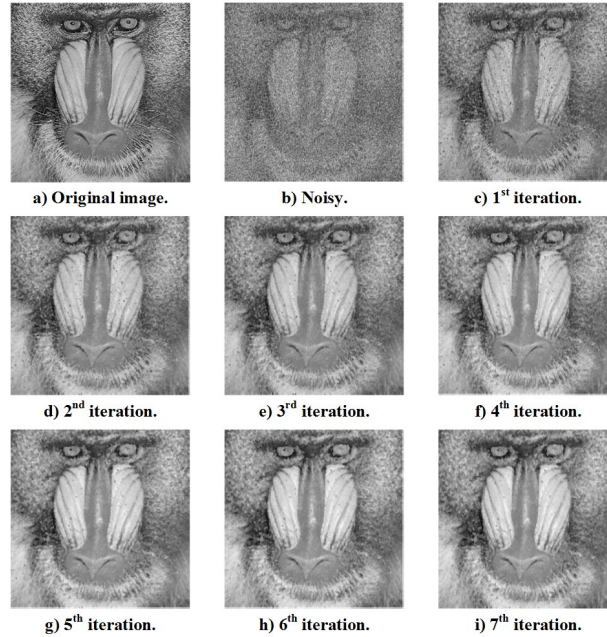 a) Original image.
b) Noisy.
c) 1st iteration.
d) 2nd iteration.
e) 3rd iteration.
f) 4th iteration.
g) 5th iteration.
h) 6th iteration.
i) 7th iteration.